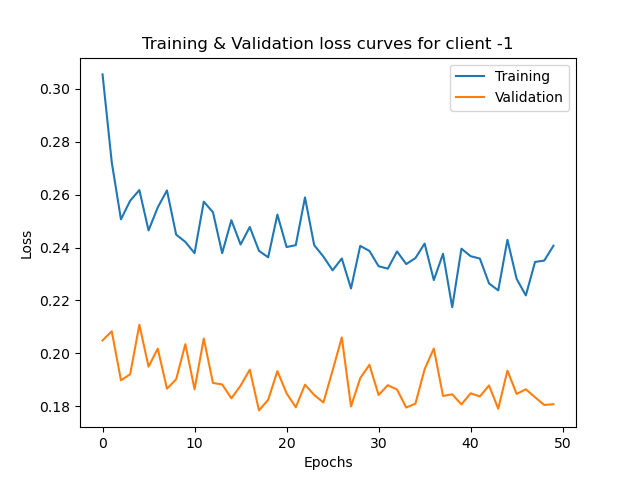 Training & Validation loss curves for client -1
Training
Validation
0.30
0.28
0.26
0.24
0.22
0.20
0.18
Loss
0
10
20
30
40
50
Epochs